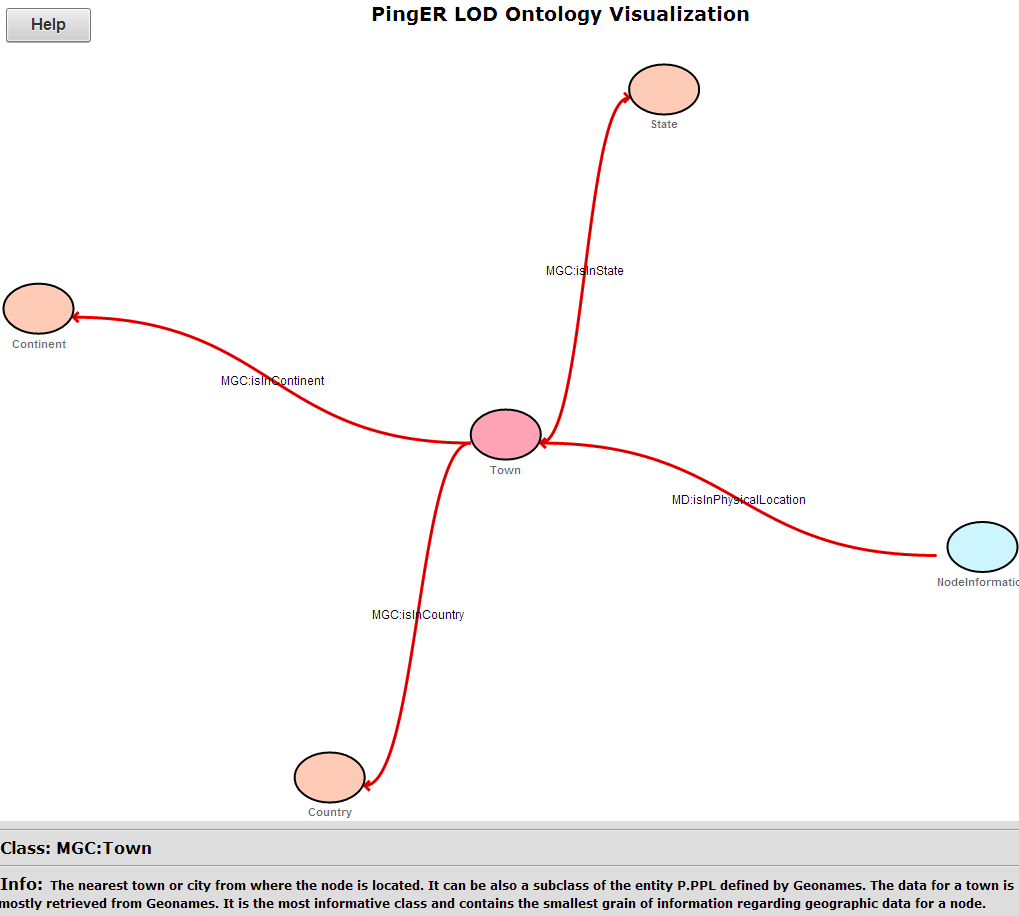 PingER LOD Ontology Visualization
Help
State
MGC:isInState
Continent
MGC:isInContinent
Town
MD:isInPhysicalLocation
NodeInformatic
MGC:isInCountry
Country
Class: MGC:Town
Info: The nearest town or city from where the node is located. It can be also a subclass of the entity P.PPL defined by Geonames. The data for a town is
mostly retrieved from Geonames. It is the most informative class and contains the smallest grain of information regarding geographic data for a node.